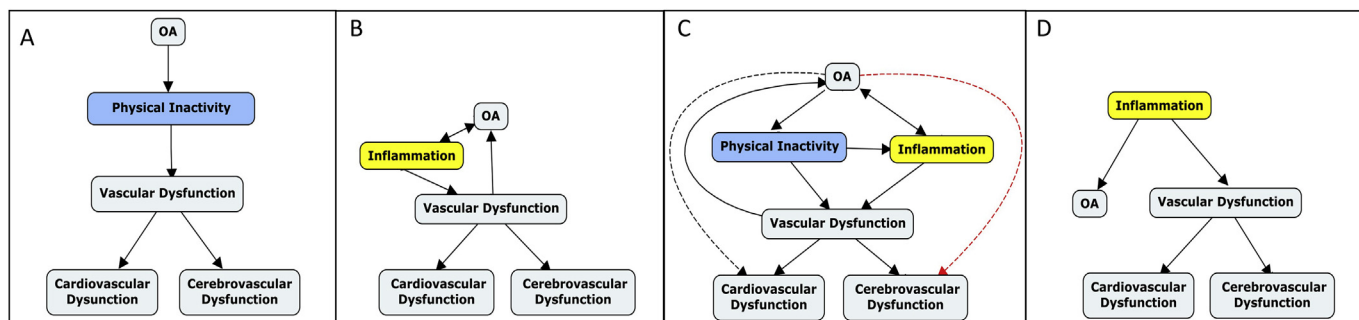 A
OA
Physical Inactivity
Vascular Dysfunction
Cardiovascular
Dysunction
Cerebrovascular
Dysfunction
B
OA
Inflammation
Vascular Dysfunction
Cardiovascular
Dysfunction
Cerebrovascular
Dysfunction
C
OA
Physical Inactivity
Inflammation
Vascular Dysfunction
Cardiovascular
Dysfunction
Cerebrovascular
Dysfunction
D
Inflammation
OA
Vascular Dysfunction
Cardiovascular
Dysfunction
Cerebrovascular
Dysfunction